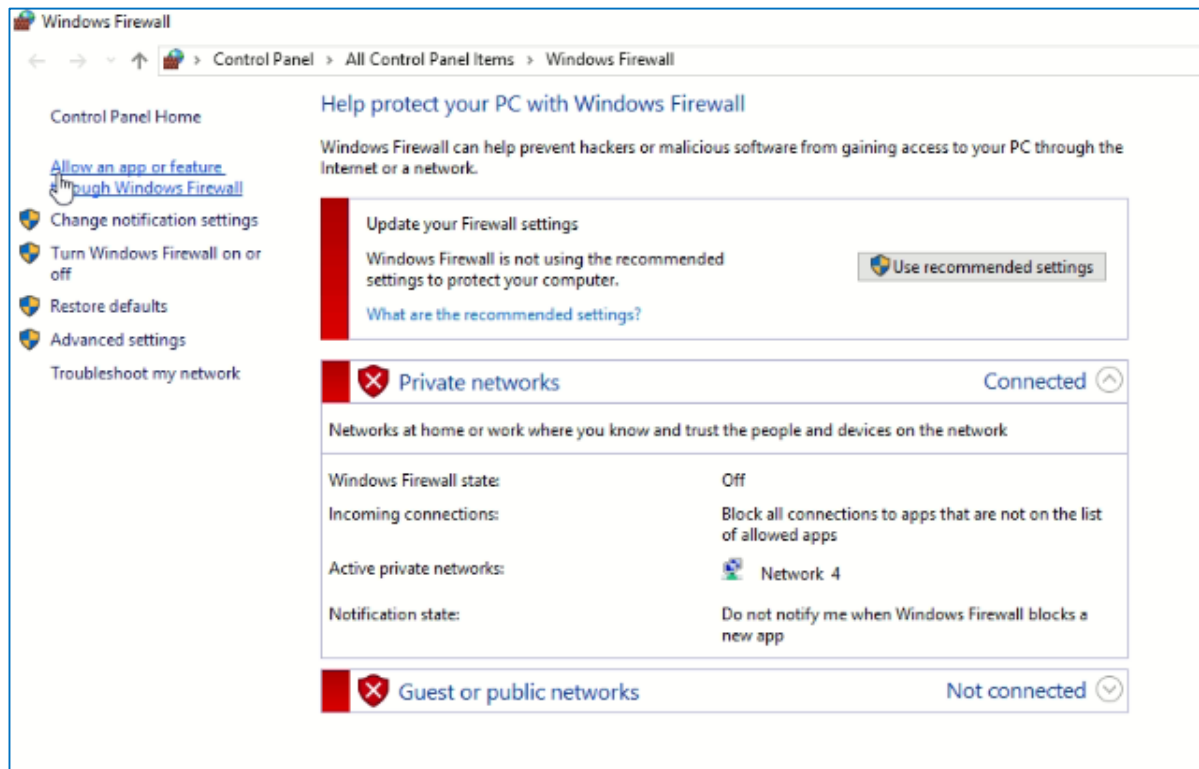 Windows Firewall
Control Panel > All Control Panel Items > Windows Firewall
Control Panel Home
Allow an app or feature
through Windows Firewall
Change notification settings
Turn Windows Firewall on or
off
Restore defaults
Advanced settings
Troubleshoot my network
Help protect your PC with Windows Firewall
Windows Firewall can help prevent hackers or malicious software from gaining access to your PC through the
Internet or a network.
Update your Firewall settings
Windows Firewall is not using the recommended
settings to protect your computer.
Use recommended settings
What are the recommended settings?
Private networks
Connected
Networks at home or work where you know and trust the people and devices on the network
Windows Firewall state:
Off
Incoming connections:
Block all connections to apps that are not on the list
of allowed apps
Active private networks:
Network 4
Notification state:
Do not notify me when Windows Firewall blocks a
new app
Guest or public networks
Not connected